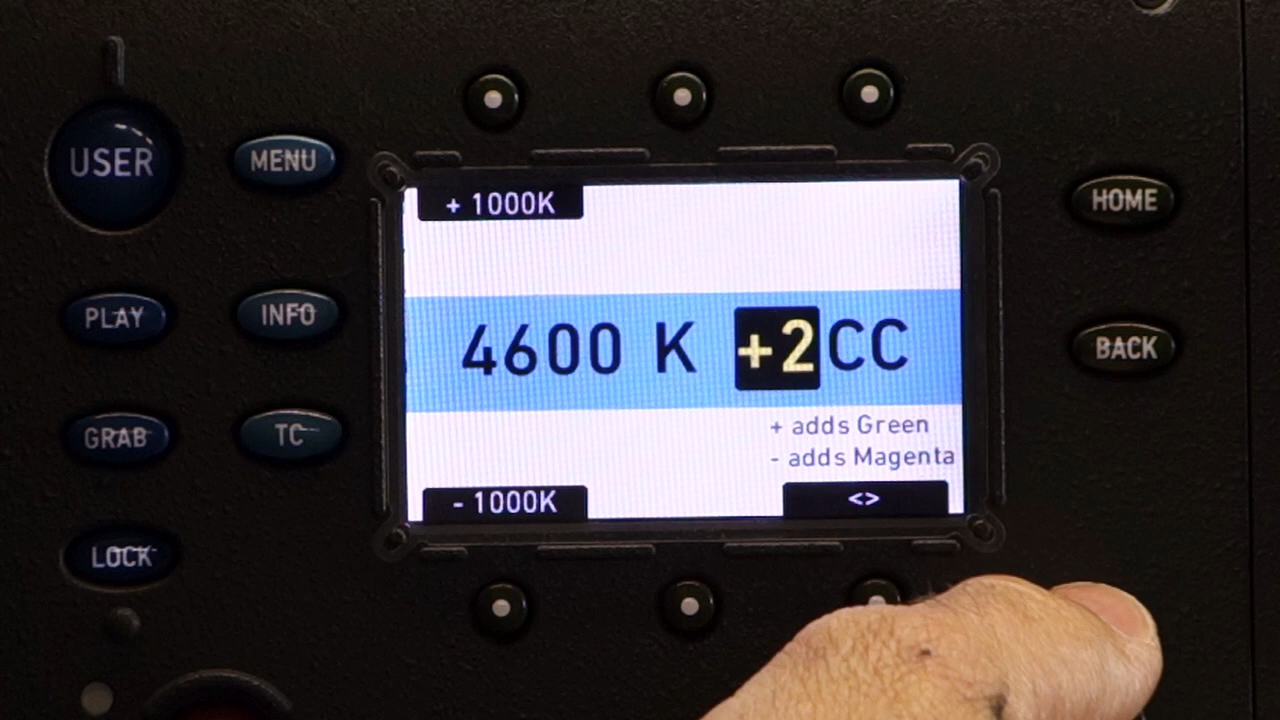 USER
MENU
PLAY
INFO
GRAB
TC
LOCK
+ 1000K
4600 K +2CC
+ adds Green
- adds Magenta
- 1000K
<>
HOME
BACK